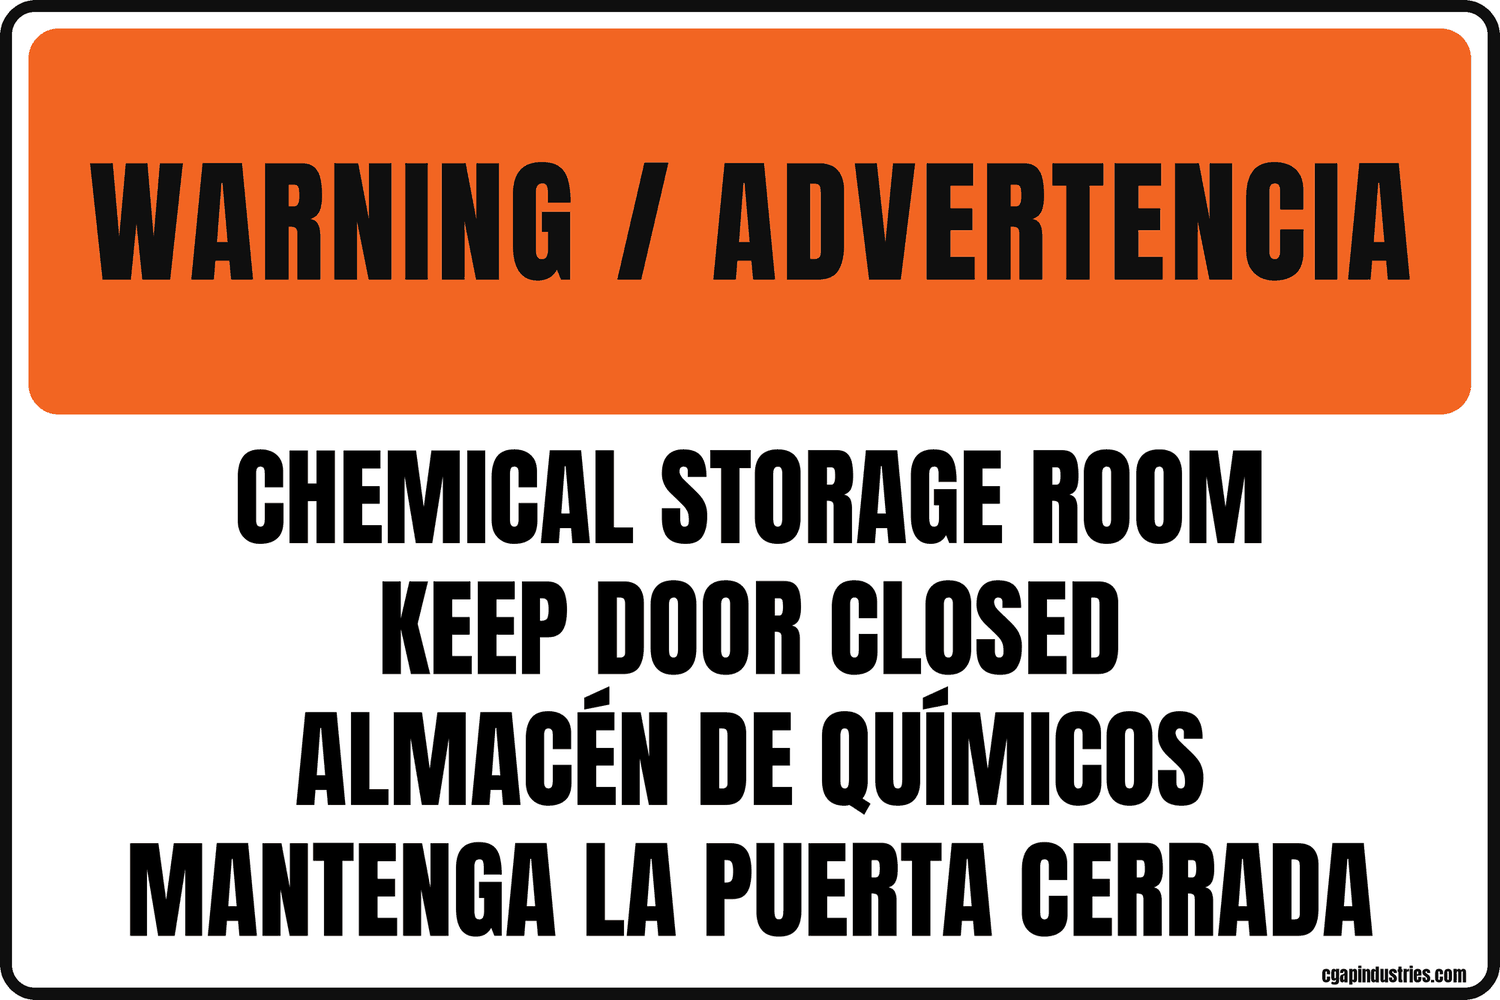 WARNING / ADVERTENCIA
CHEMICAL STORAGE ROOM
KEEP DOOR CLOSED
ALMACÉN DE QUÍMICOS
MANTENGA LA PUERTA CERRADA
cgapindustries.com